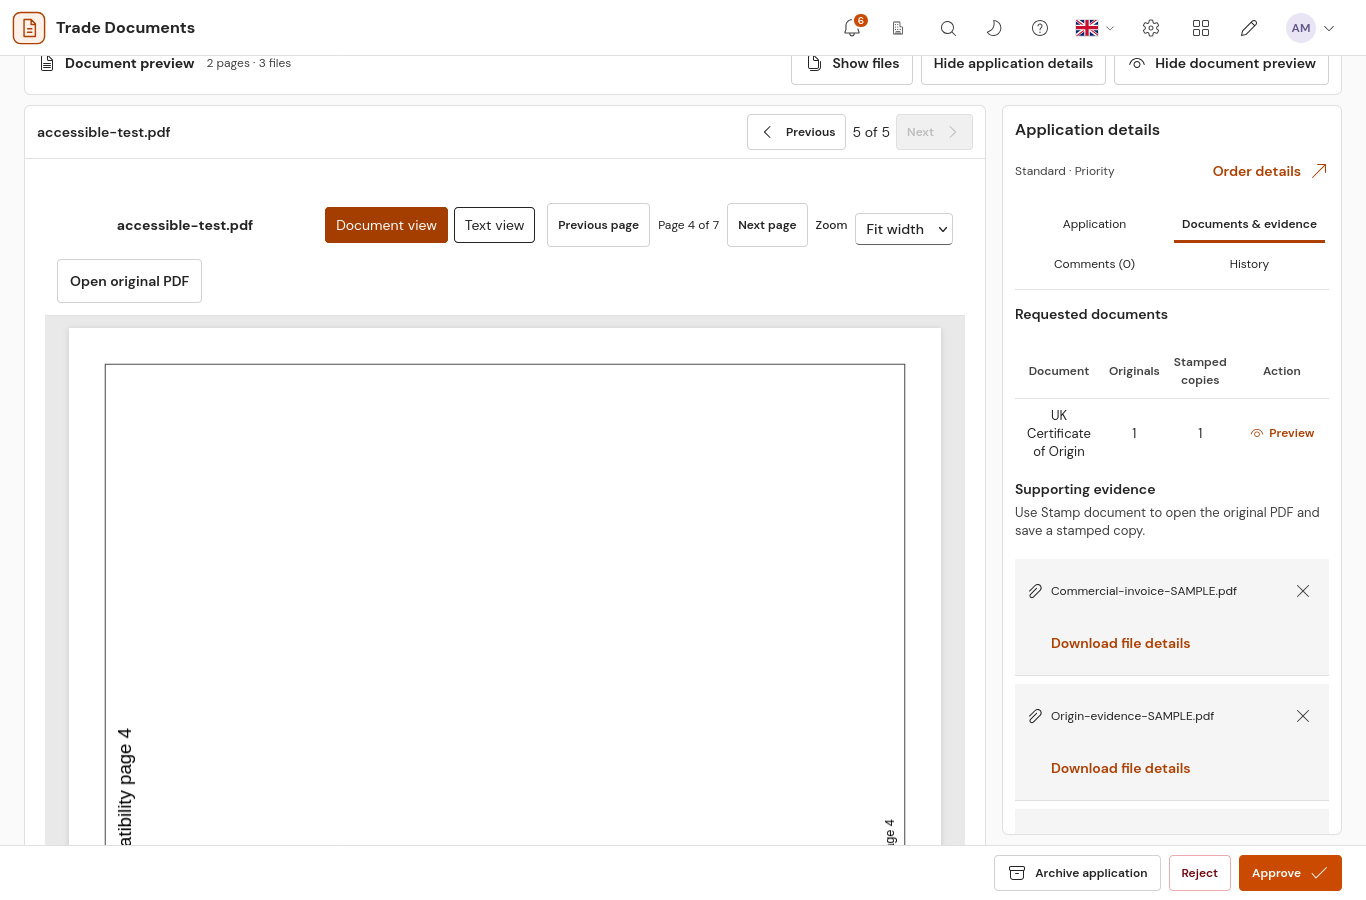 Trade Documents
6
AM
Document preview 2 pages · 3 files
Show files
Hide application details
Hide document preview
accessible-test.pdf
Previous
5 of 5
Next
accessible-test.pdf
Document view
Text view
Previous page
Page 4 of 7
Next page
Zoom
Fit width
Open original PDF
atibility page 4
ge 4
Application details
Standard · Priority
Order details
Application
Documents & evidence
Comments (0)
History
Requested documents
Document Originals Stamped copies Action
UK Certificate of Origin 1 1 Preview
Supporting evidence
Use Stamp document to open the original PDF and
save a stamped copy.
Commercial-invoice-SAMPLE.pdf
Download file details
Origin-evidence-SAMPLE.pdf
Download file details
Archive application
Reject
Approve